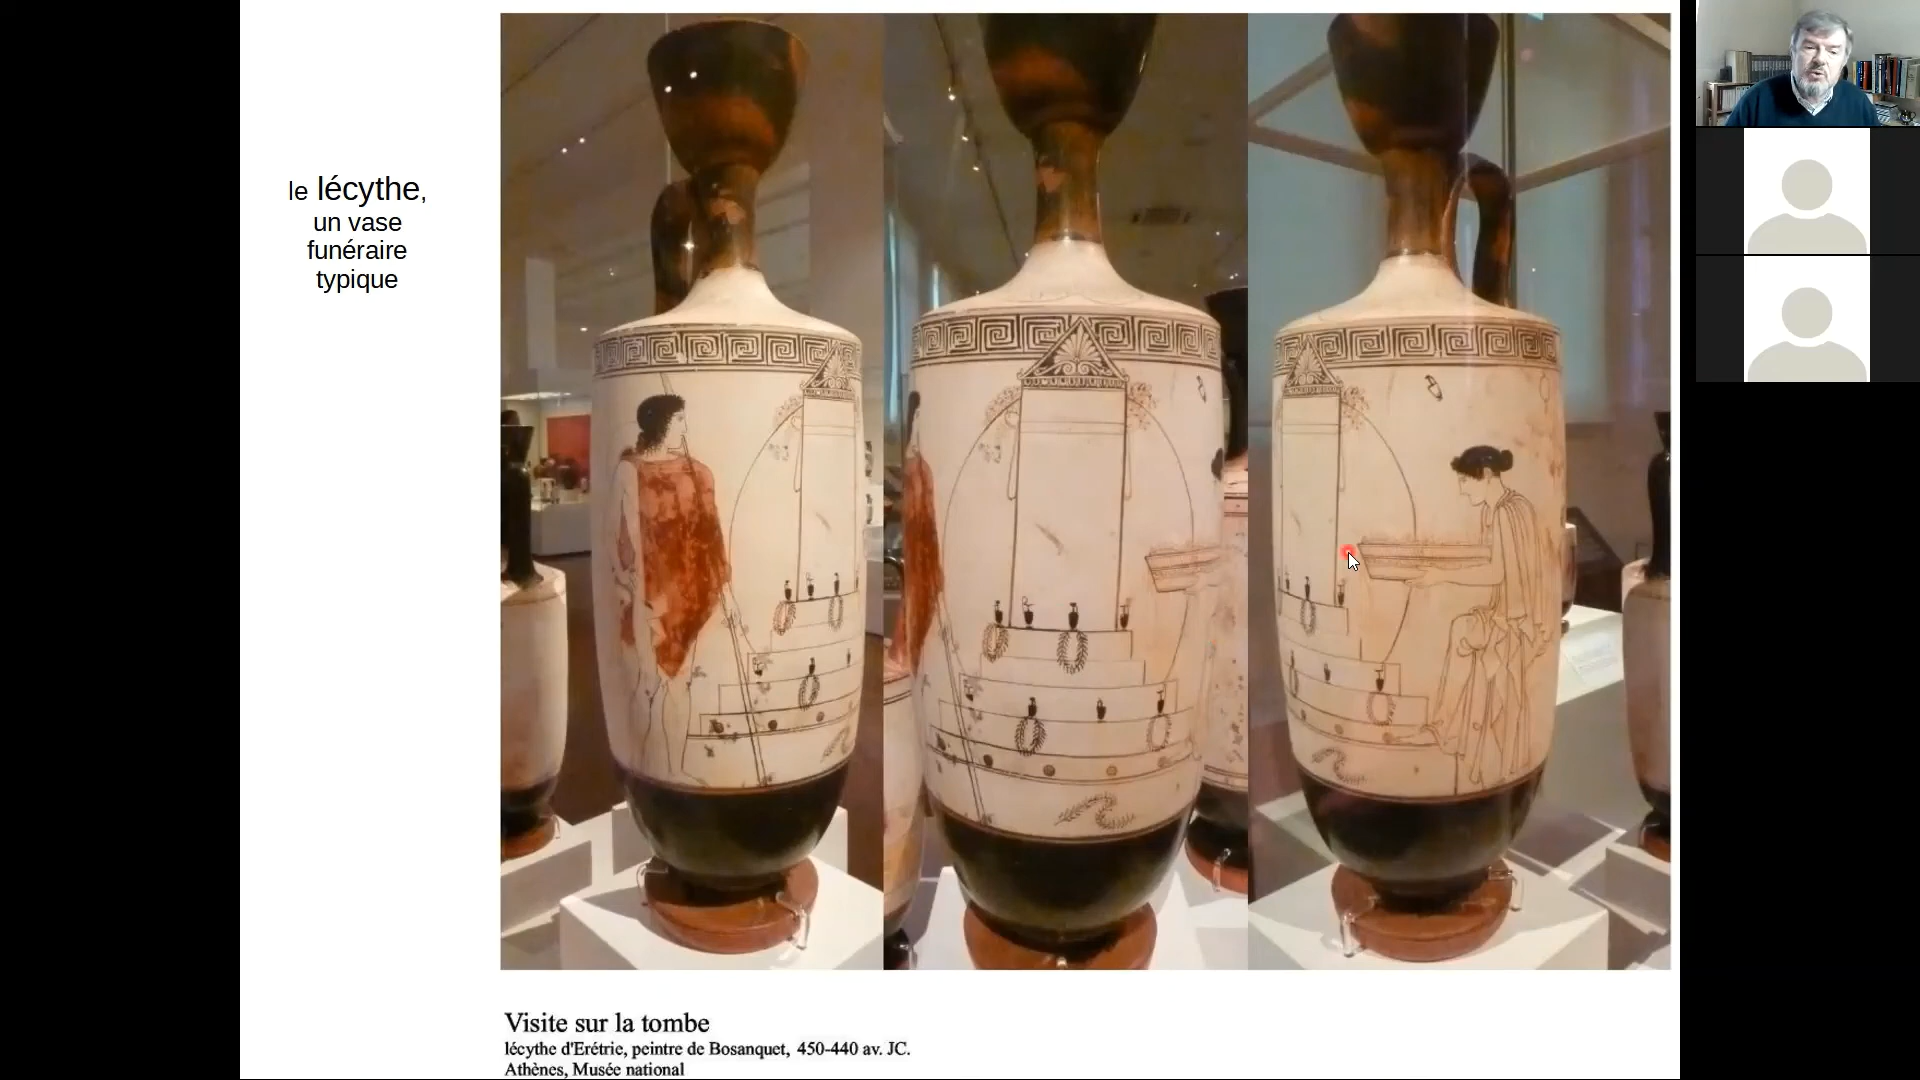 le lécythe,
un vase
funéraire
typique
Visite sur la tombe
lécythe d'Erétrie, peintre de Bosanquet, 450-440 av. JC.
Athènes, Musée national